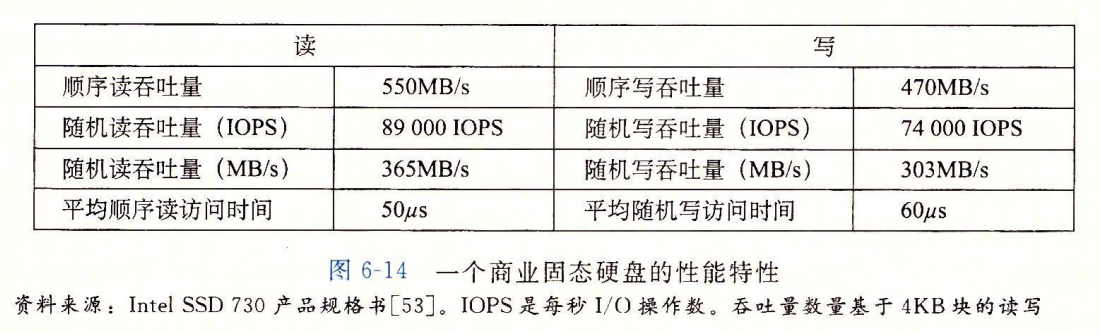 读 写
顺序读吞吐量 550MB/s 顺序写吞吐量 470MB/s
随机读吞吐量（IOPS） 89 000 IOPS 随机写吞吐量（IOPS） 74 000 IOPS
随机读吞吐量（MB/s） 365MB/s 随机写吞吐量（MB/s） 303MB/s
平均顺序读访问时间 50μs 平均随机写访问时间 60μs
图 6-14 一个商业固态硬盘的性能特性
资料来源：Intel SSD 730 产品规格书[53]。IOPS 是每秒 I/O 操作数。吞吐量数量基于 4KB 块的读写